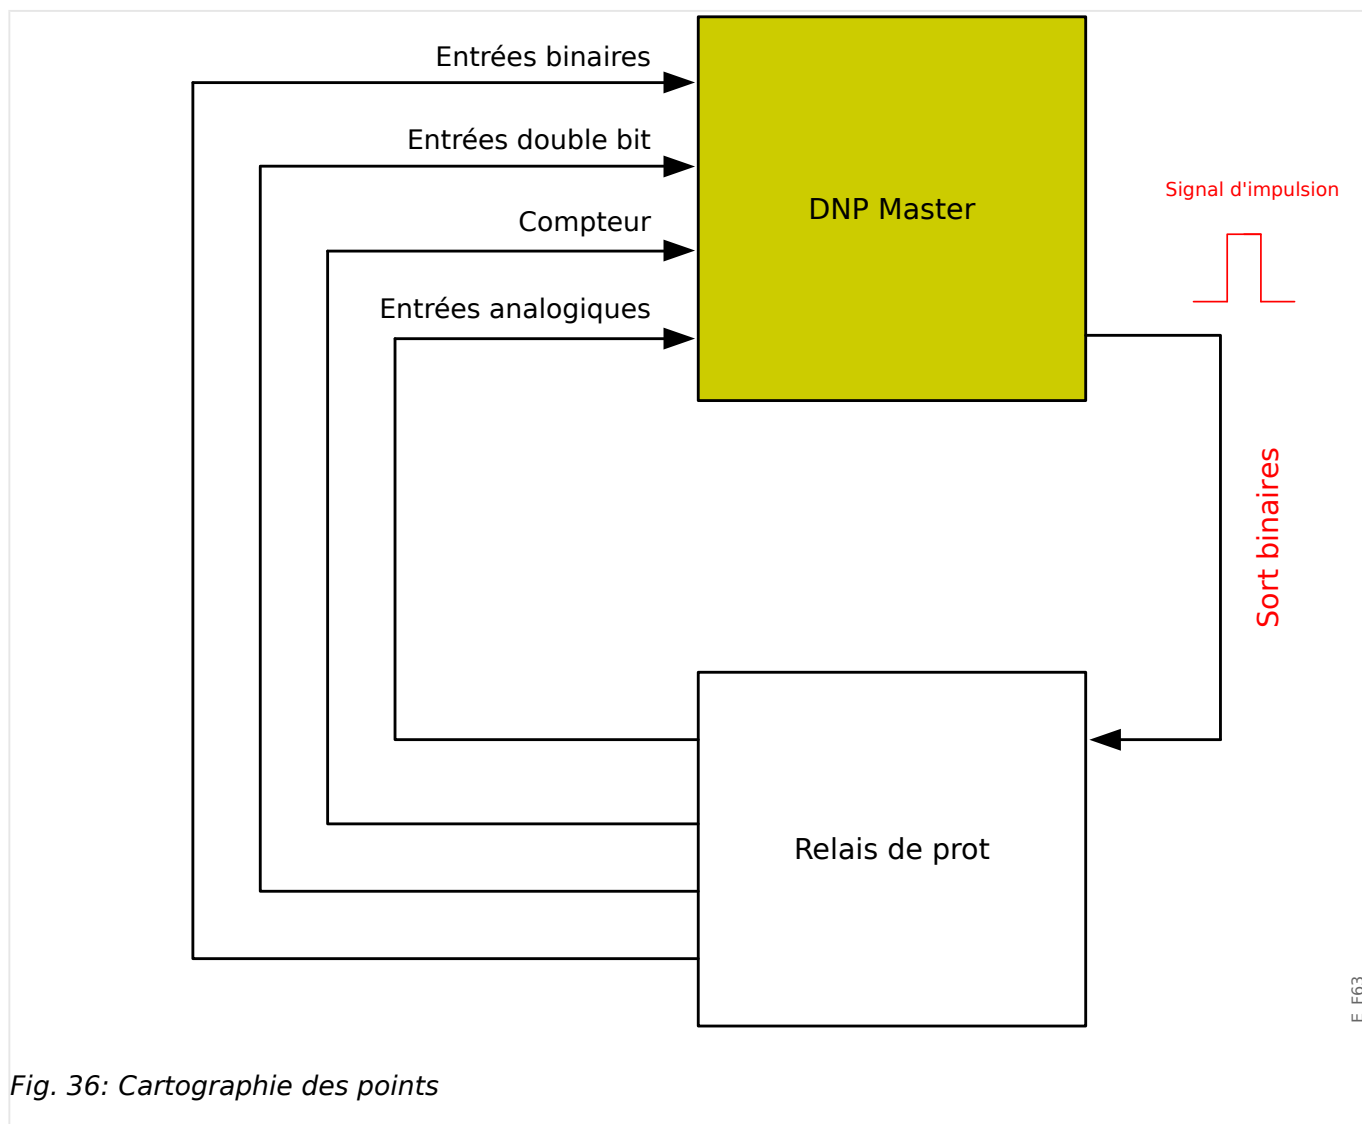 Entrées binaires
Entrées double bit
Compteur
Entrées analogiques
DNP Master
Signal d'impulsion
Sort binaires
Relais de prot
Fig. 36: Cartographie des points